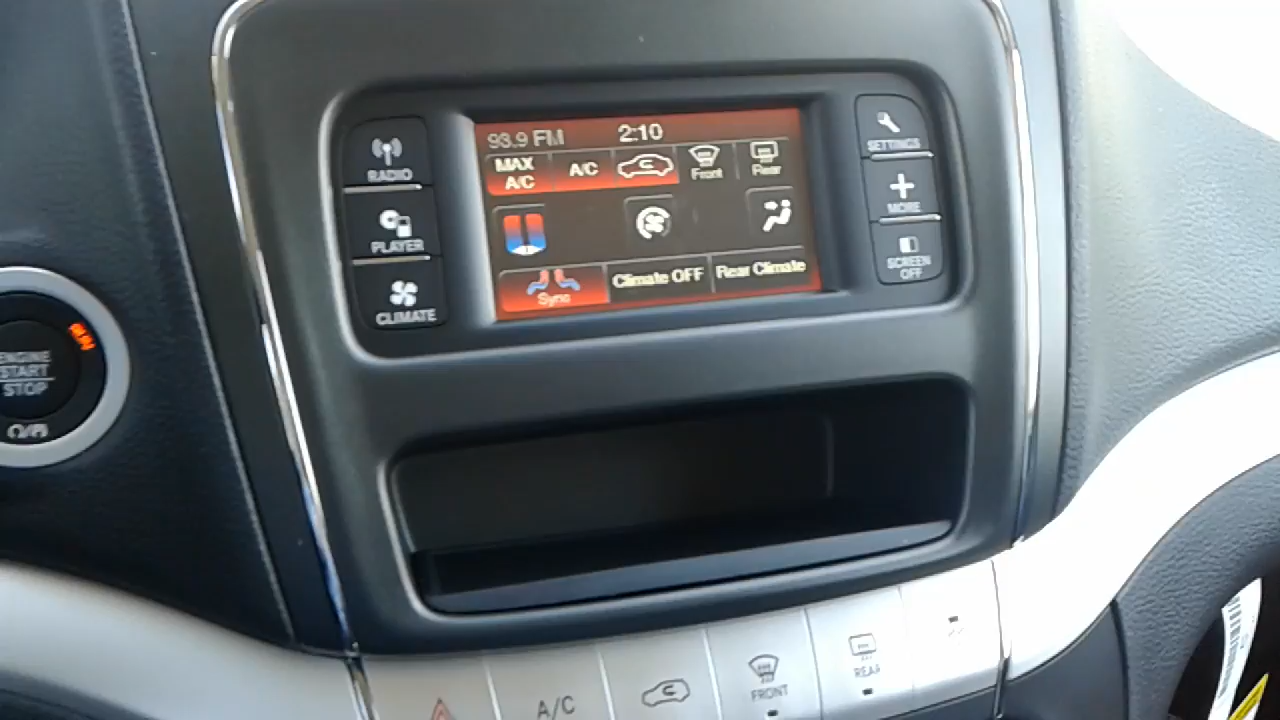 93.9 FM 2:10
MAX
A/C
A/C
Front
Rear
Sync
Climate OFF
Rear Climate
RADIO
PLAYER
CLIMATE
SETTINGS
MORE
SCREEN
OFF
ENGINE
START
STOP
RUN
A/C
FRONT
REAR